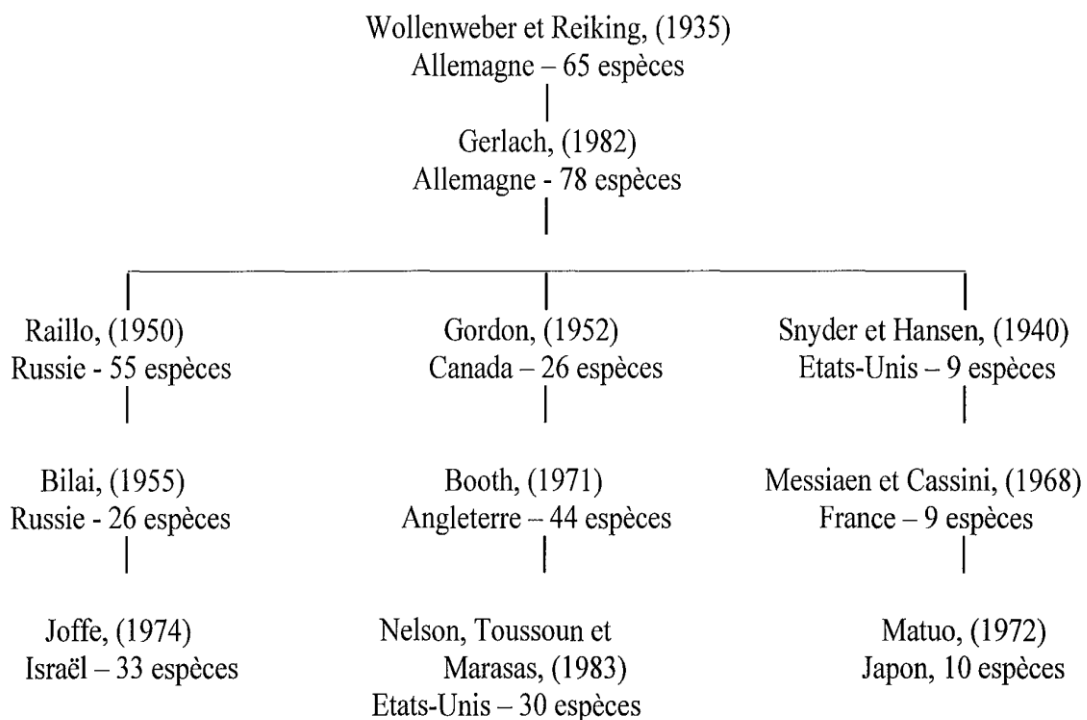 Wollenweber et Reiking, (1935)
Allemagne – 65 espèces
Gerlach, (1982)
Allemagne - 78 espèces
Raillo, (1950)
Russie - 55 espèces
Gordon, (1952)
Canada – 26 espèces
Snyder et Hansen, (1940)
Etats-Unis – 9 espèces
Bilai, (1955)
Russie - 26 espèces
Booth, (1971)
Angleterre – 44 espèces
Messiaen et Cassini, (1968)
France – 9 espèces
Joffe, (1974)
Israël – 33 espèces
Nelson, Toussoun et
Marasas, (1983)
Etats-Unis – 30 espèces
Matuo, (1972)
Japon, 10 espèces